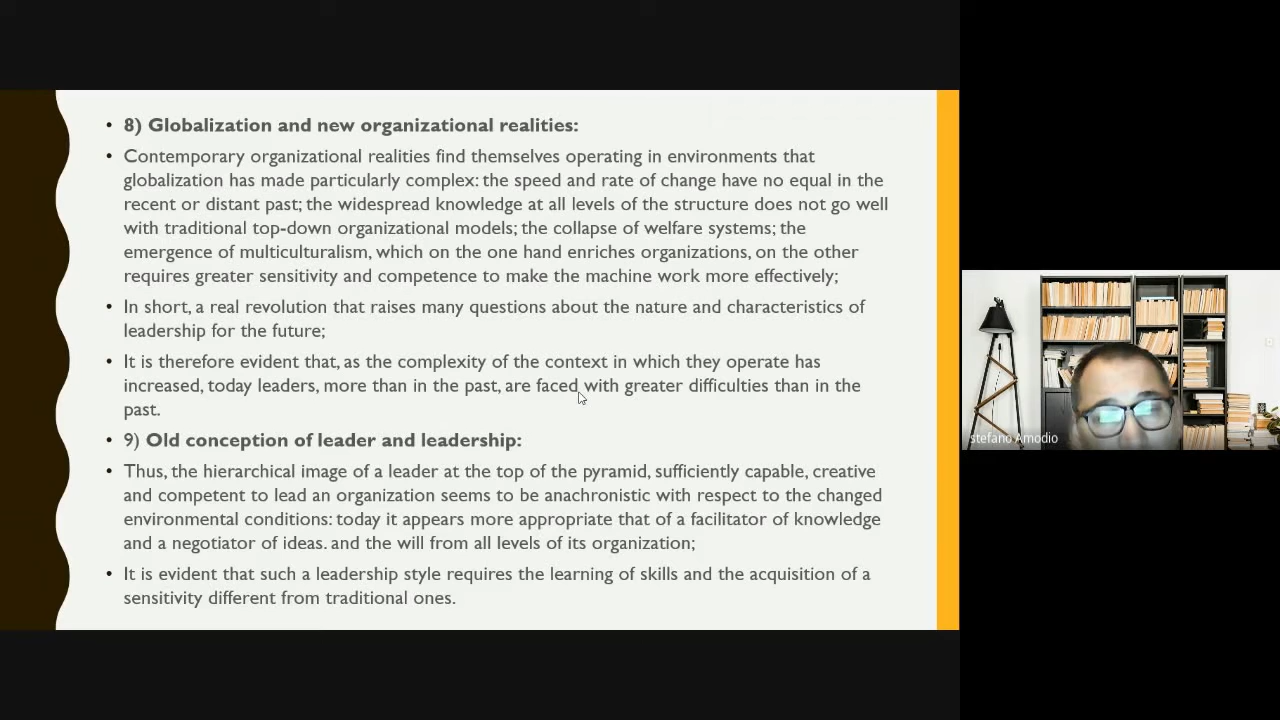 • 8) Globalization and new organizational realities:
• Contemporary organizational realities find themselves operating in environments that
globalization has made particularly complex: the speed and rate of change have no equal in the
recent or distant past; the widespread knowledge at all levels of the structure does not go well
with traditional top-down organizational models; the collapse of welfare systems; the
emergence of multiculturalism, which on the one hand enriches organizations, on the other
requires greater sensitivity and competence to make the machine work more effectively;
• In short, a real revolution that raises many questions about the nature and characteristics of
leadership for the future;
• It is therefore evident that, as the complexity of the context in which they operate has
increased, today leaders, more than in the past, are faced with greater difficulties than in the
past.
• 9) Old conception of leader and leadership:
• Thus, the hierarchical image of a leader at the top of the pyramid, sufficiently capable, creative
and competent to lead an organization seems to be anachronistic with respect to the changed
environmental conditions: today it appears more appropriate that of a facilitator of knowledge
and a negotiator of ideas. and the will from all levels of its organization;
• It is evident that such a leadership style requires the learning of skills and the acquisition of a
sensitivity different from traditional ones.
stefano Amodio